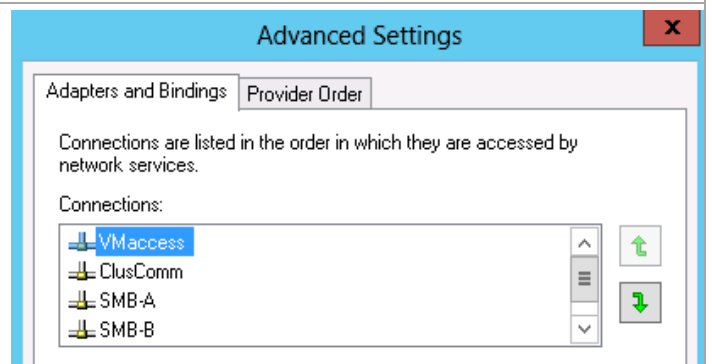 Advanced Settings
x
Adapters and Bindings
Provider Order
Connections are listed in the order in which they are accessed by
network services.
Connections:
VMaccess
ClusComm
SMB-A
SMB-B